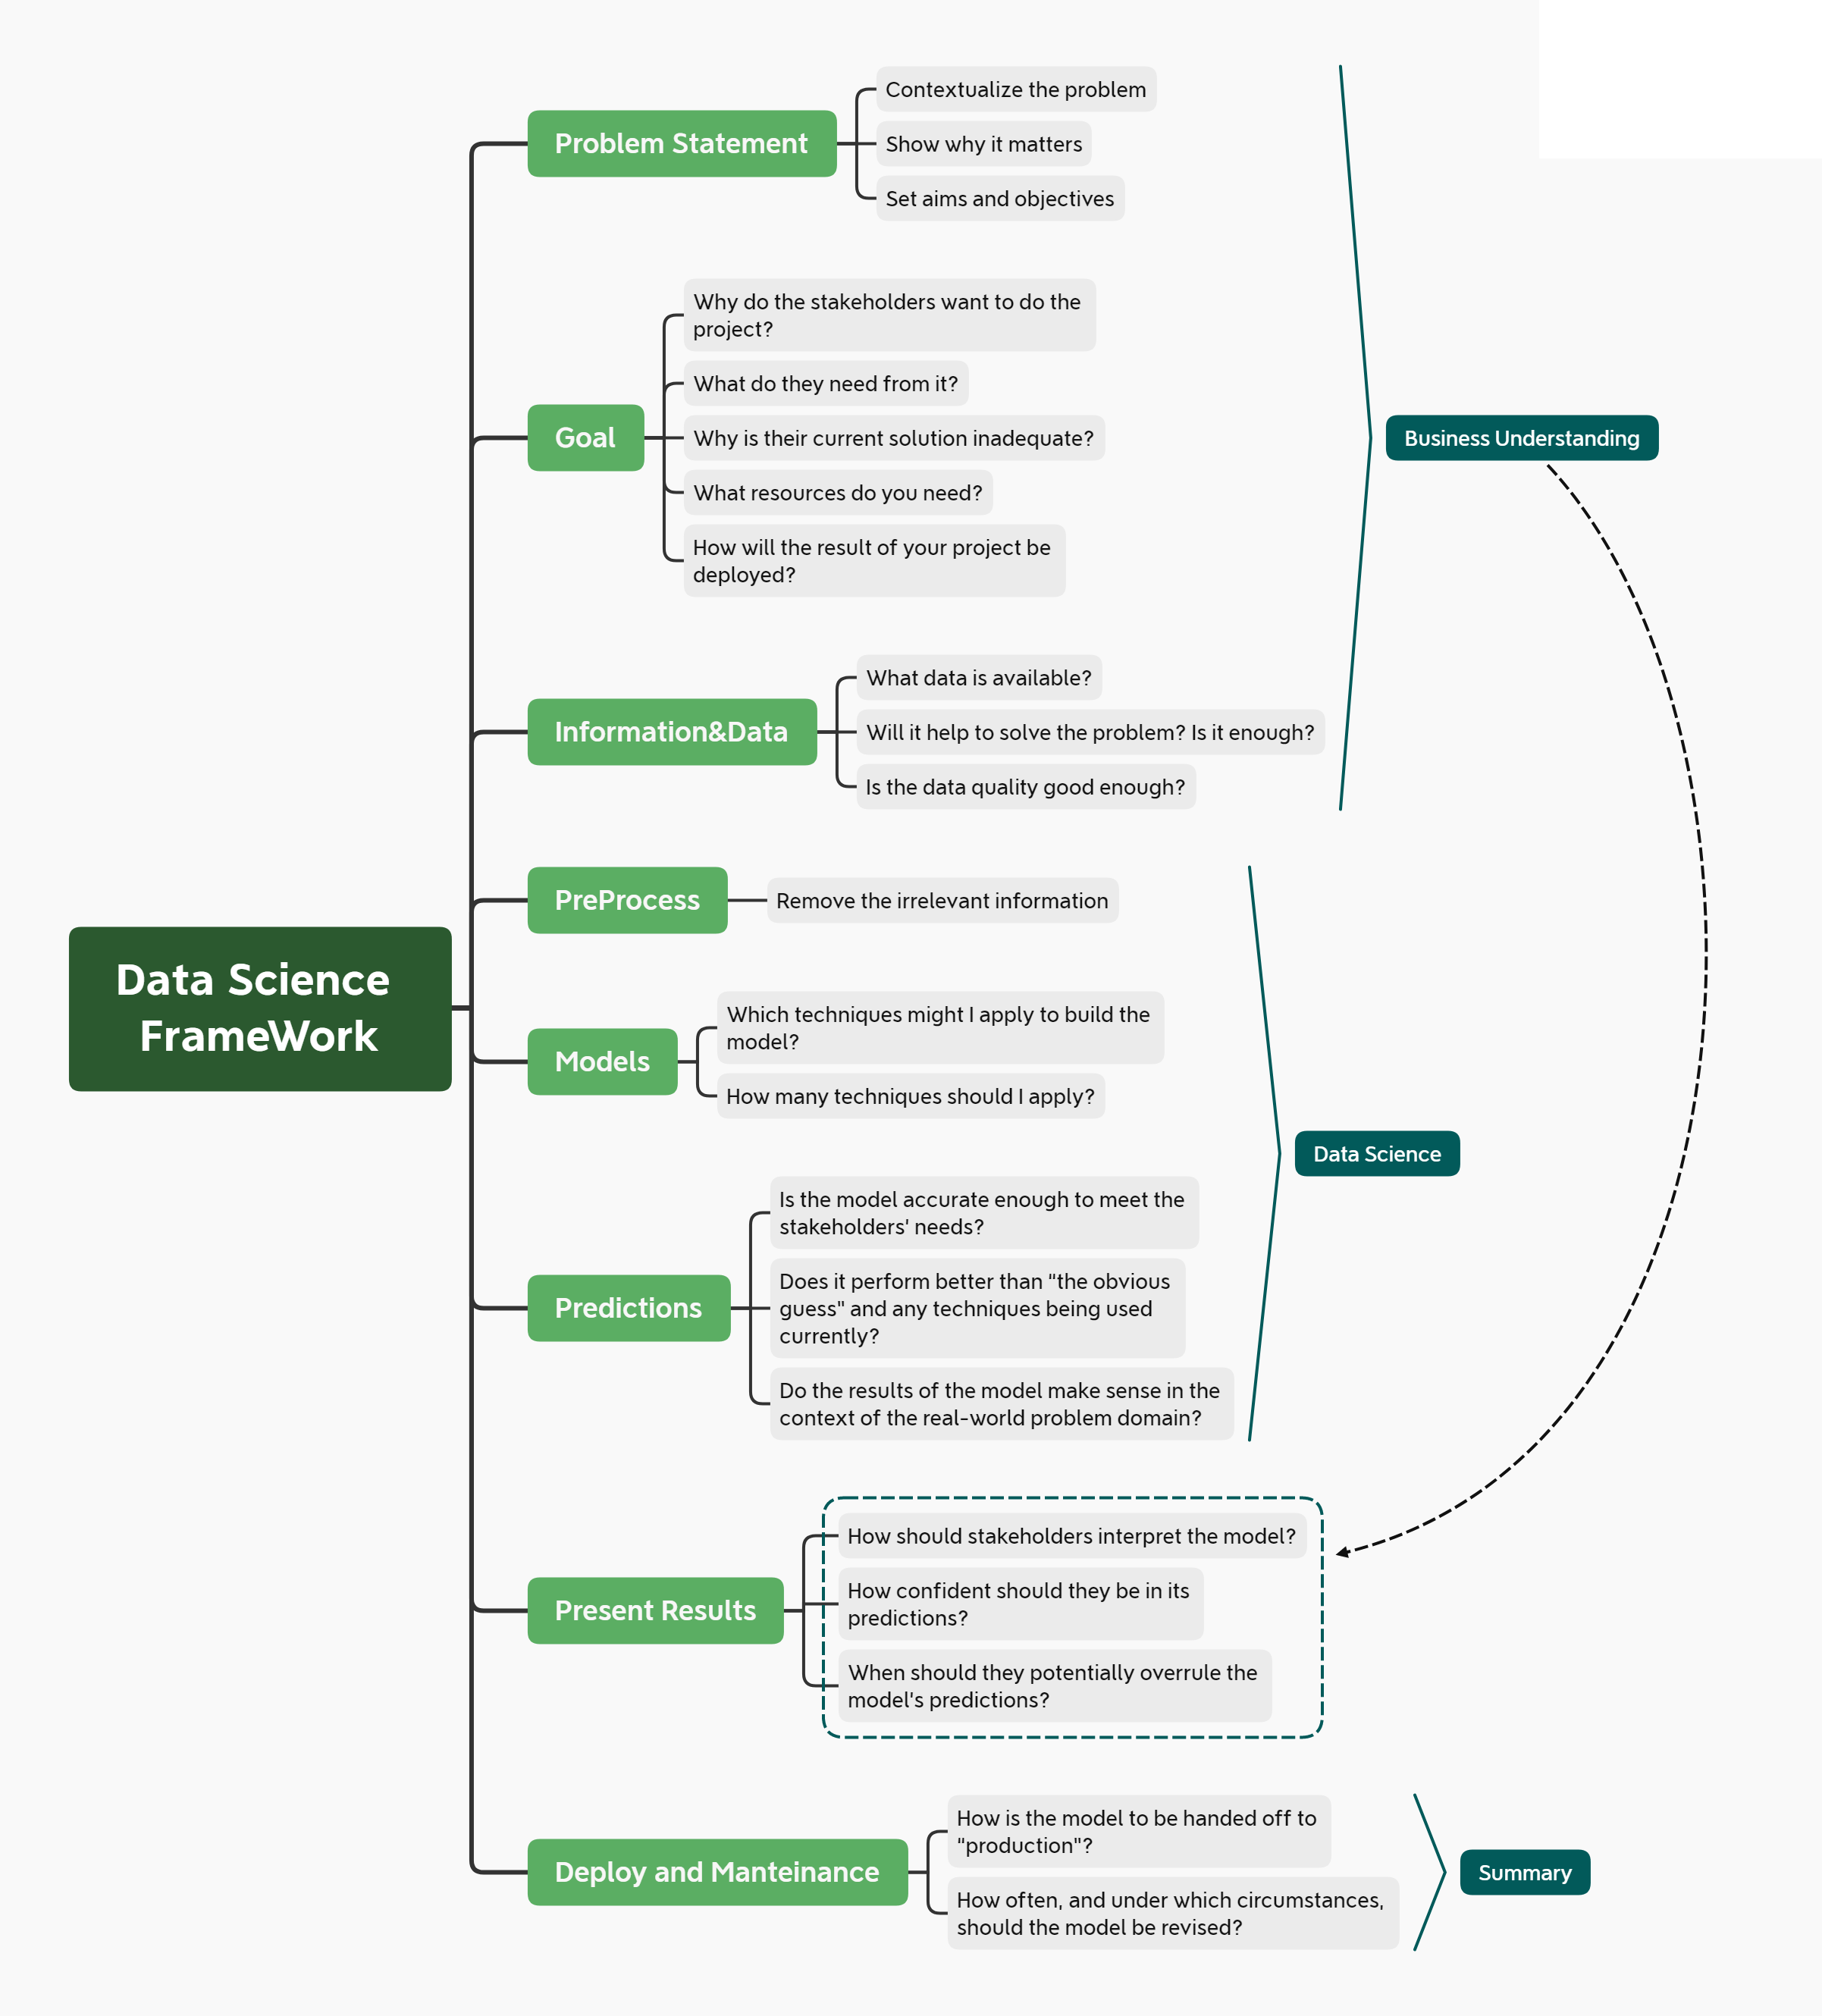 Data Science
FrameWork
Problem Statement
Contextualize the problem
Show why it matters
Set aims and objectives
Goal
Why do the stakeholders want to do the
project?
What do they need from it?
Why is their current solution inadequate?
What resources do you need?
How will the result of your project be
deployed?
Information&Data
What data is available?
Will it help to solve the problem? Is it enough?
Is the data quality good enough?
Business Understanding
PreProcess
Remove the irrelevant information
Models
Which techniques might I apply to build the
model?
How many techniques should I apply?
Predictions
Is the model accurate enough to meet the
stakeholders' needs?
Does it perform better than "the obvious
guess" and any techniques being used
currently?
Do the results of the model make sense in the
context of the real-world problem domain?
Data Science
Present Results
How should stakeholders interpret the model?
How confident should they be in its
predictions?
When should they potentially overrule the
model's predictions?
Deploy and Manteinance
How is the model to be handed off to
"production"?
How often, and under which circumstances,
should the model be revised?
Summary